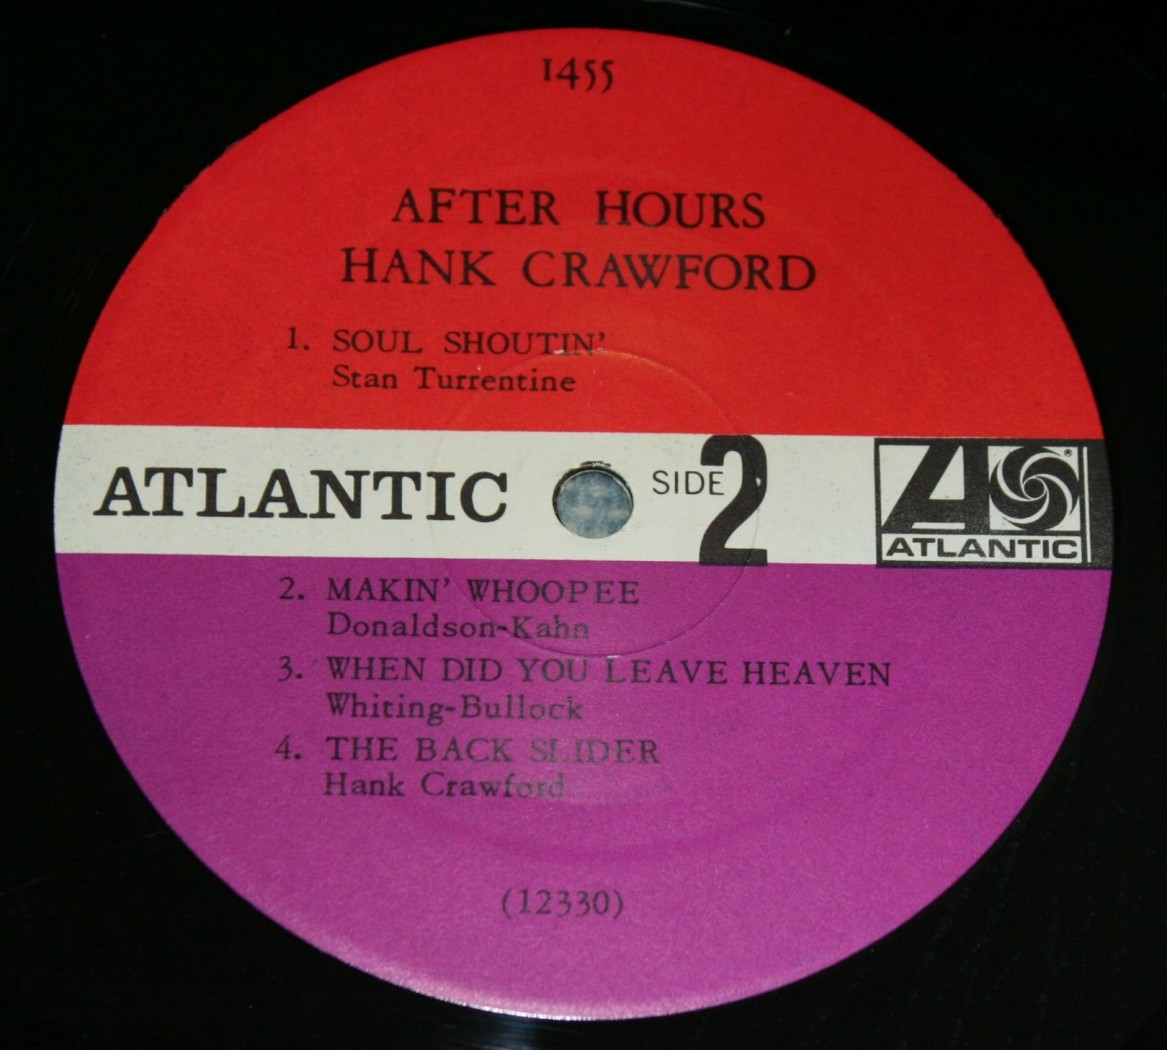 1455
AFTER HOURS
HANK CRAWFORD
1. SOUL SHOUTIN'
Stan Turrentine
ATLANTIC
SIDE 2
ATLANTIC
®
2. MAKIN' WHOOPEE
Donaldson-Kahn
3. WHEN DID YOU LEAVE HEAVEN
Whiting-Bullock
4. THE BACK SLIDER
Hank Crawford
(12330)